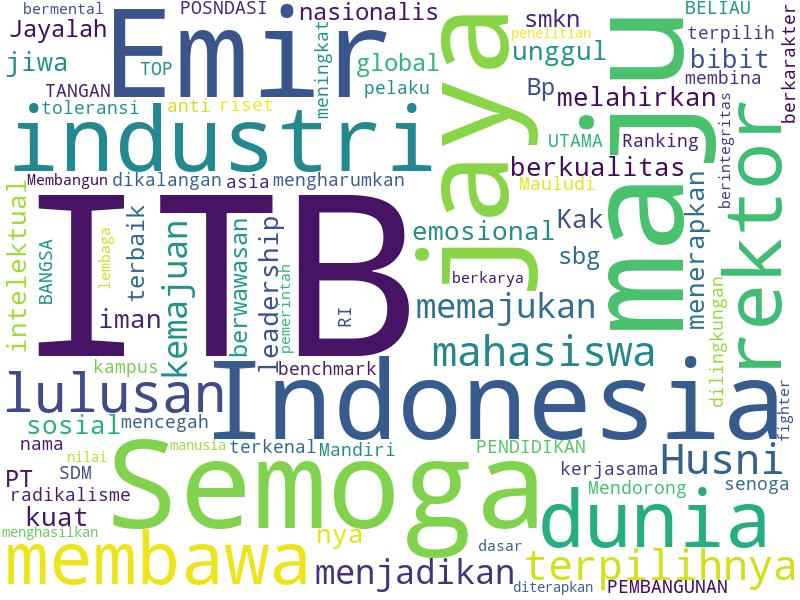 bermental
POSNDASI
nasionalis
Jayalah
Emir
smkn
BELIAU
penelitian
terpilih
jiwa
TOP
meningkat
global
jaya
unggul
maju
bibit
berkarakter
TANGAN
pelaku
Bp
melahirkan
membina
toleransi
anti
riset
berintegritas
industri
UTAMA
Ranking
rektor
berkualitas
Membangun
dikalangan
asia
mengharumkan
Mauludi
intelektual
BANGSA
lembaga
terbaik
kemajuan
berwawasan
leadership
pemerintah
ITB
RI
emosional
Kak
menerapkan
sbg
berkarya
iman
memajukan
dilingkungan
mahasiswa
kampus
benchmark
lulusan
Indonesia
fighter
sosial
mencegah
nama
manusia
terkenal
Mandiri
PENDIDIKAN
nilai
Semoga
kerjasama
Husni
PT
SDM
radikalisme
Mendorong
senoga
kuat
dunia
menghasilkan
nya
membawa
dasar
menjadikan
terpilihnya
diterapkan
PEMBANGUNAN